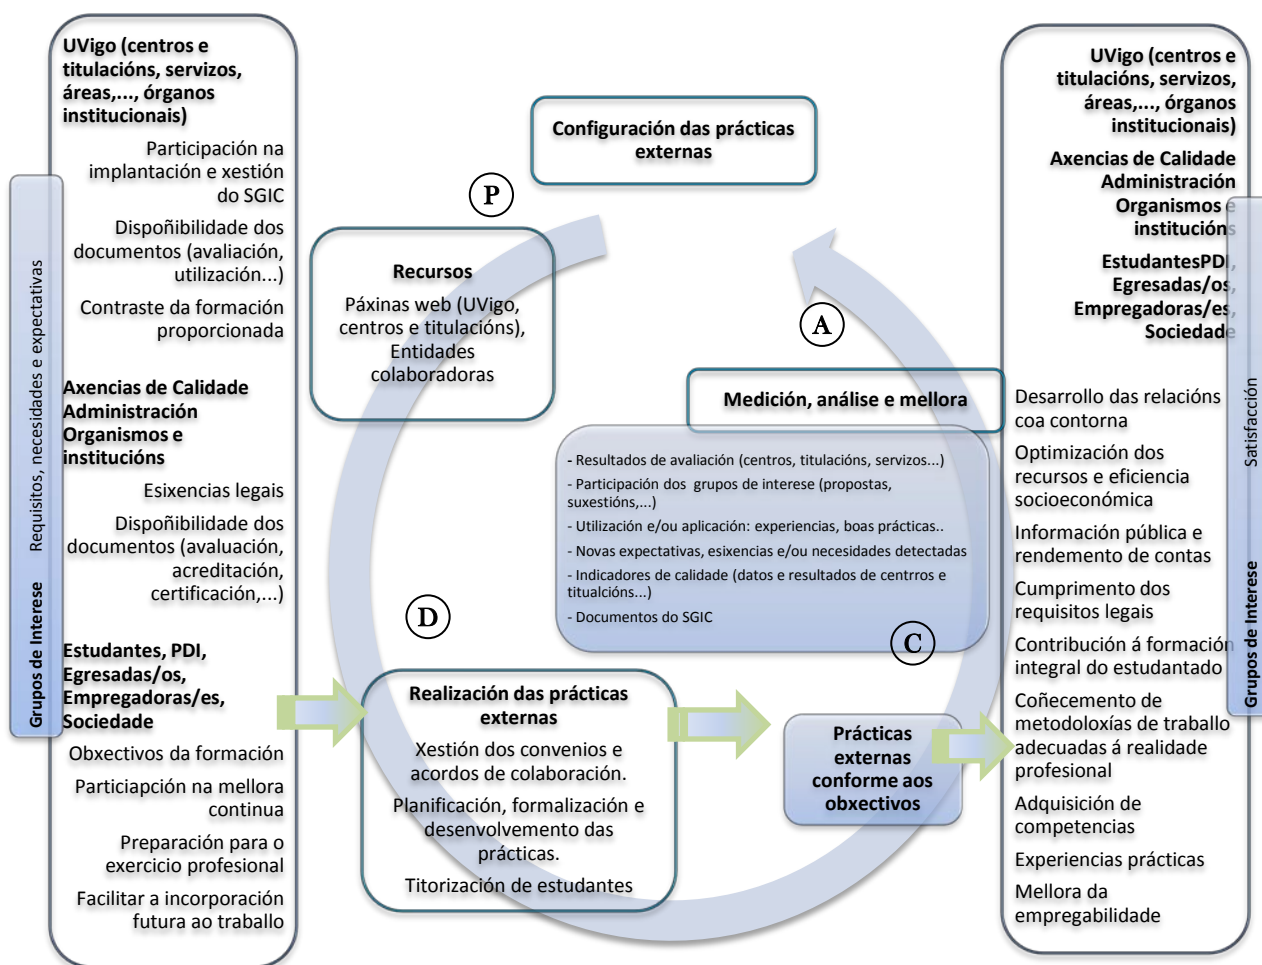 UVigo (centros e
titulacións, servizos,
áreas,..., órganos
institucionais)
Participación na
implantación e xestión
do SGIC
Dispoñibilidade dos
documentos (avaliación,
utilización...)
Contraste da formación
proporcionada
Axencias de Calidade
Administración
Organismos e
institucións
Esixencias legais
Dispoñibilidade dos
documentos (avaluación,
acreditación,
certificación,...)
Estudantes, PDI,
Egresadas/os,
Empregadoras/es,
Sociedade
Obxectivos da formación
Particiapción na mellora
continua
Preparación para o
exercicio profesional
Facilitar a incorporación
futura ao traballo
Grupos de Interese
Requisitos, necesidades e expectativas
Configuración das prácticas
externas
P
Recursos
Páxinas web (UVigo,
centros e titulacións),
Entidades
colaboradoras
A
Medición, análise e mellora
- Resultados de avaliación (centros, titulacións, servizos...)
- Participación dos grupos de interese (propostas,
suxestións,...)
- Utilización e/ou aplicación: experiencias, boas prácticas..
- Novas expectativas, esixencias e/ou necesidades detectadas
- Indicadores de calidade (datos e resultados de centrros e
titualcións...)
- Documentos do SGIC
D
C
Realización das prácticas
externas
Xestión dos convenios e
acordos de colaboración.
Planificación, formalización e
desenvolvemento das
prácticas.
Titorización de estudantes
Prácticas
externas
conforme aos
obxectivos
UVigo (centros e
titulacións, servizos,
áreas,..., órganos
institucionais)
Axencias de Calidade
Administración
Organismos e
institucións
EstudantesPDI,
Egresadas/os,
Empregadoras/es,
Sociedade
Desarrollo das relacións
coa contorna
Optimización dos
recursos e eficiencia
socioeconómica
Información pública e
rendemento de contas
Cumprimento dos
requisitos legais
Contribución á formación
integral do estudantado
Coñecemento de
metodoloxías de traballo
adecuadas á realidade
profesional
Adquisición de
competencias
Experiencias prácticas
Mellora da
empregabilidade
Grupos de Interese
Satisfacción